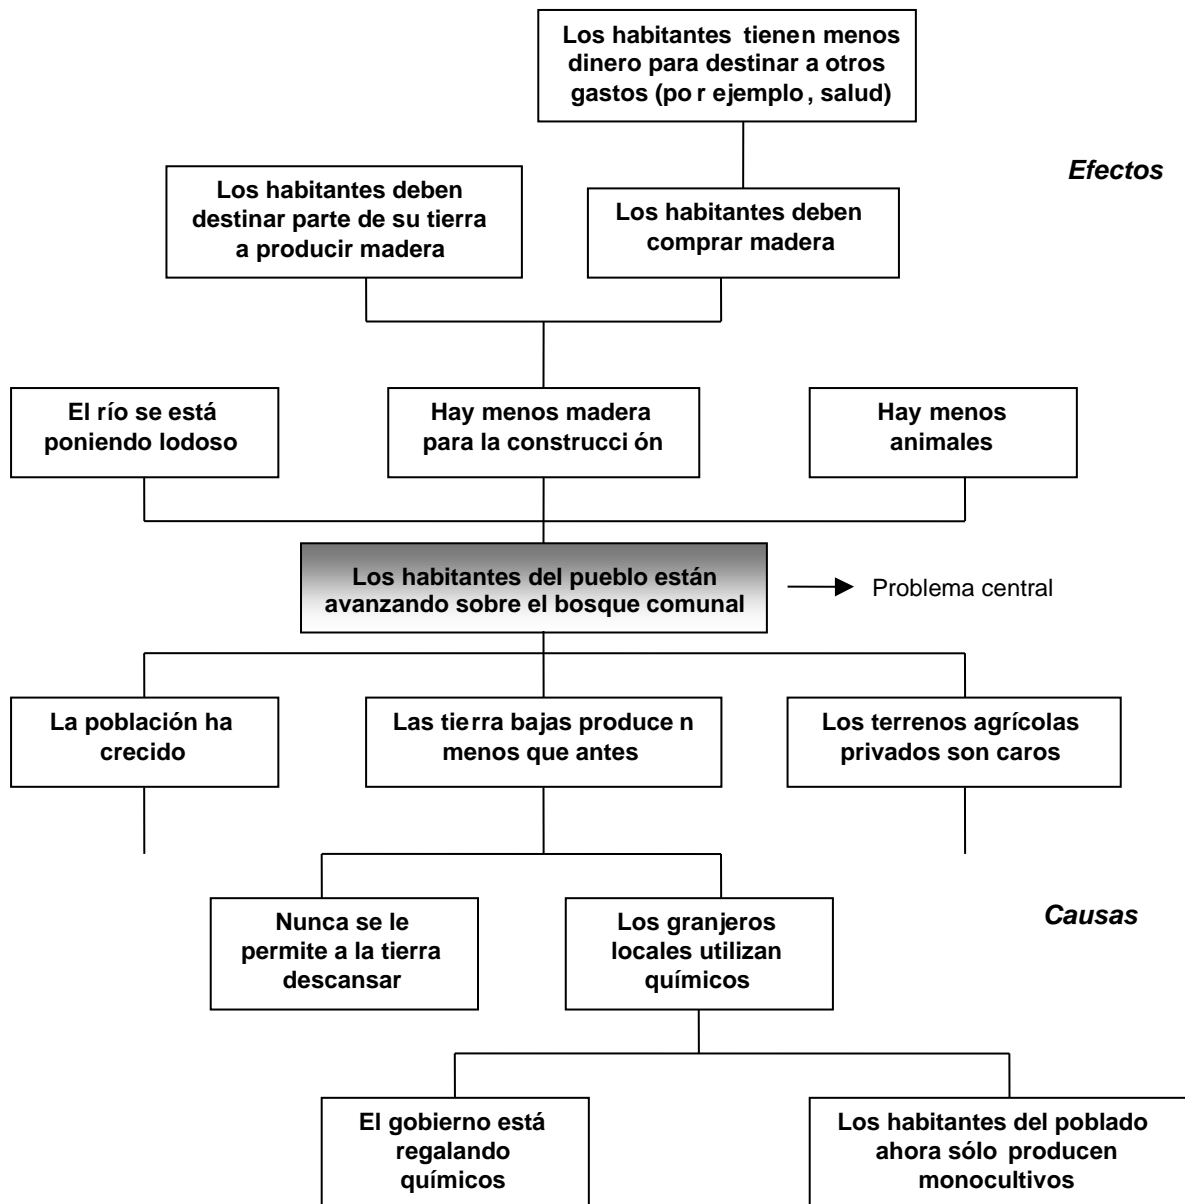 Los habitantes tienen menos
dinero para destinar a otros
gastos (por ejemplo, salud)
Efectos
Los habitantes deben
destinar parte de su tierra
a producir madera
Los habitantes deben
comprar madera
El río se está
poniendo lodoso
Hay menos madera
para la construcción
Hay menos
animales
Los habitantes del pueblo están
avanzando sobre el bosque comunal
Problema central
La población ha
crecido
Las tierra bajas producen
menos que antes
Los terrenos agrícolas
privados son caros
Nunca se le
permite a la tierra
descansar
Los granjeros
locales utilizan
químicos
Causas
El gobierno está
regalando
químicos
Los habitantes del poblado
ahora sólo producen
monocultivos